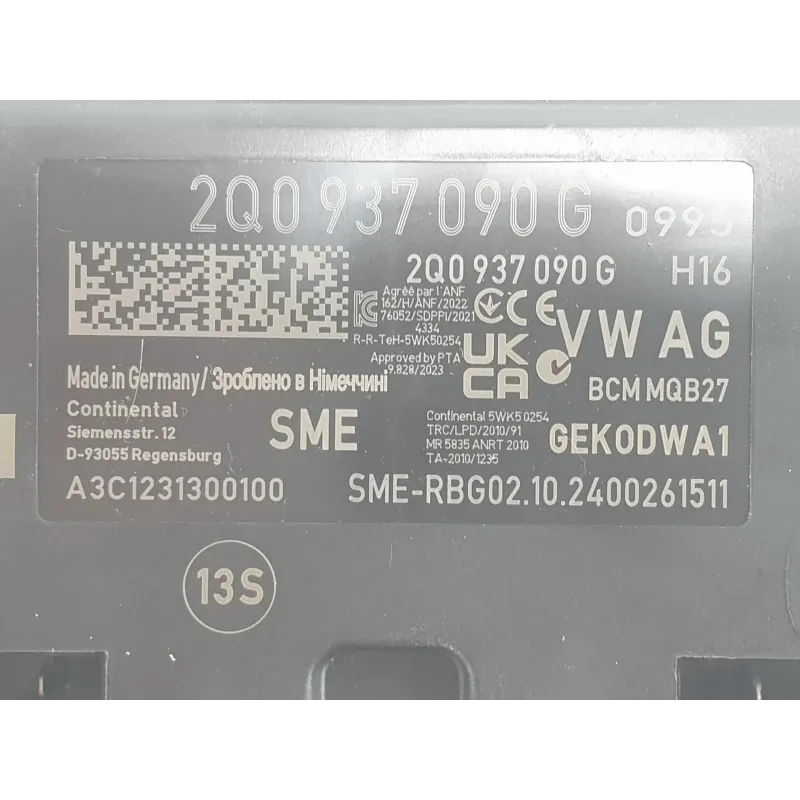 2Q0 937 090 G 0995
2Q0 937 090 G H16
Agréé par l'ANF
162/H/ANF/2022
76052/SDPPI/2021
4334
R-R-TeH-5WK50254
Approved by PTA
9.828/2023
CE
UK
CA
VW AG
Made in Germany/ Зроблено в Німеччині
BCM MQB27
Continental
Siemensstr. 12
D-93055 Regensburg
SME
Continental 5WK5 0254
TRC/LPD/2010/91
MR 5835 ANRT 2010
TA-2010/1235
GEK0DWA1
A3C1231300100 SME-RBG02.10.2400261511
13S